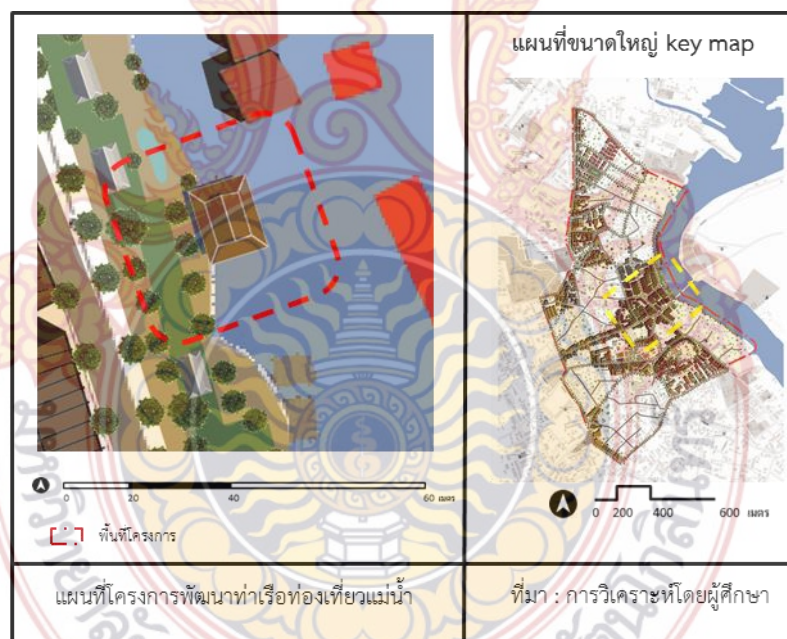 แผนที่ขนาดใหญ่ key map
0 20 40 60 เมตร
พื้นที่โครงการ
0 200 400 600 เมตร
แผนที่โครงการพัฒนาท่าเรือท่องเที่ยวแม่น้ำ
ที่มา : การวิเคราะห์โดยผู้ศึกษา